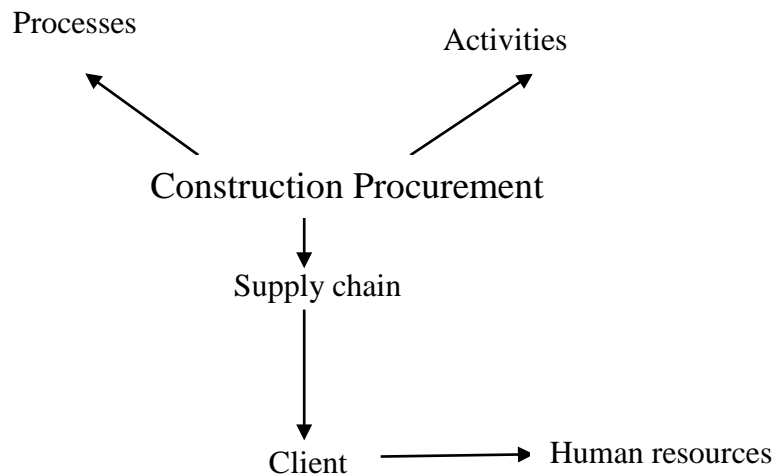 Processes
Activities
Construction Procurement
Supply chain
Client
Human resources